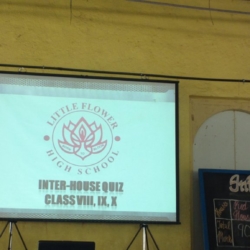 LITTLE FLOWER
HIGH SCHOOL
INTER-HOUSE QUIZ
CLASS VIII, IX, X